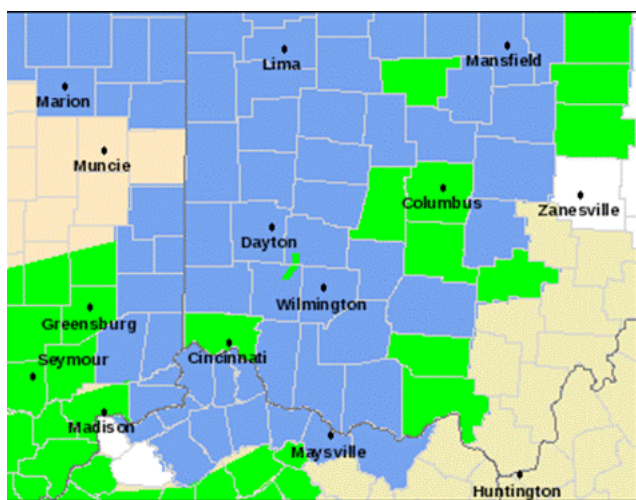 Lima
Mansfield
Marion
Muncie
Columbus
Zanesville
Dayton
Wilmington
Greensburg
Cincinnati
Seymour
Madison
Maysville
Huntington